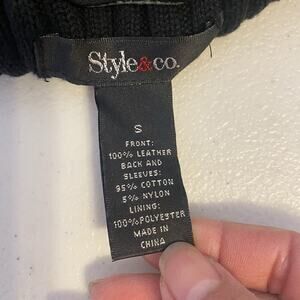 Style&co.
S
FRONT:
100% LEATHER
BACK AND
SLEEVES:
95% COTTON
5% NYLON
LINING:
100% POLYESTER
MADE IN
CHINA